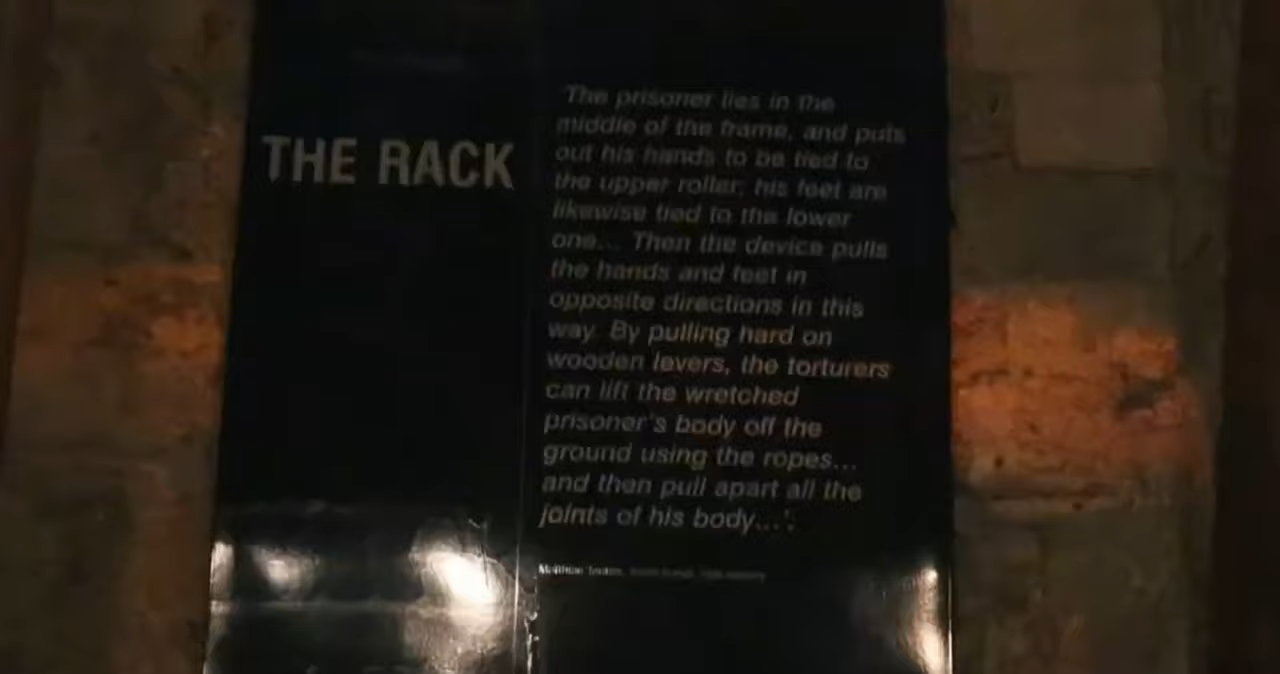 THE RACK
'The prisoner lies in the
middle of the frame, and puts
out his hands to be tied to
the upper roller; his feet are
likewise tied to the lower
one... Then the device pulls
the hands and feet in
opposite directions in this
way. By pulling hard on
wooden levers, the torturers
can lift the wretched
prisoner's body off the
ground using the ropes...
and then pull apart all the
joints of his body...'.